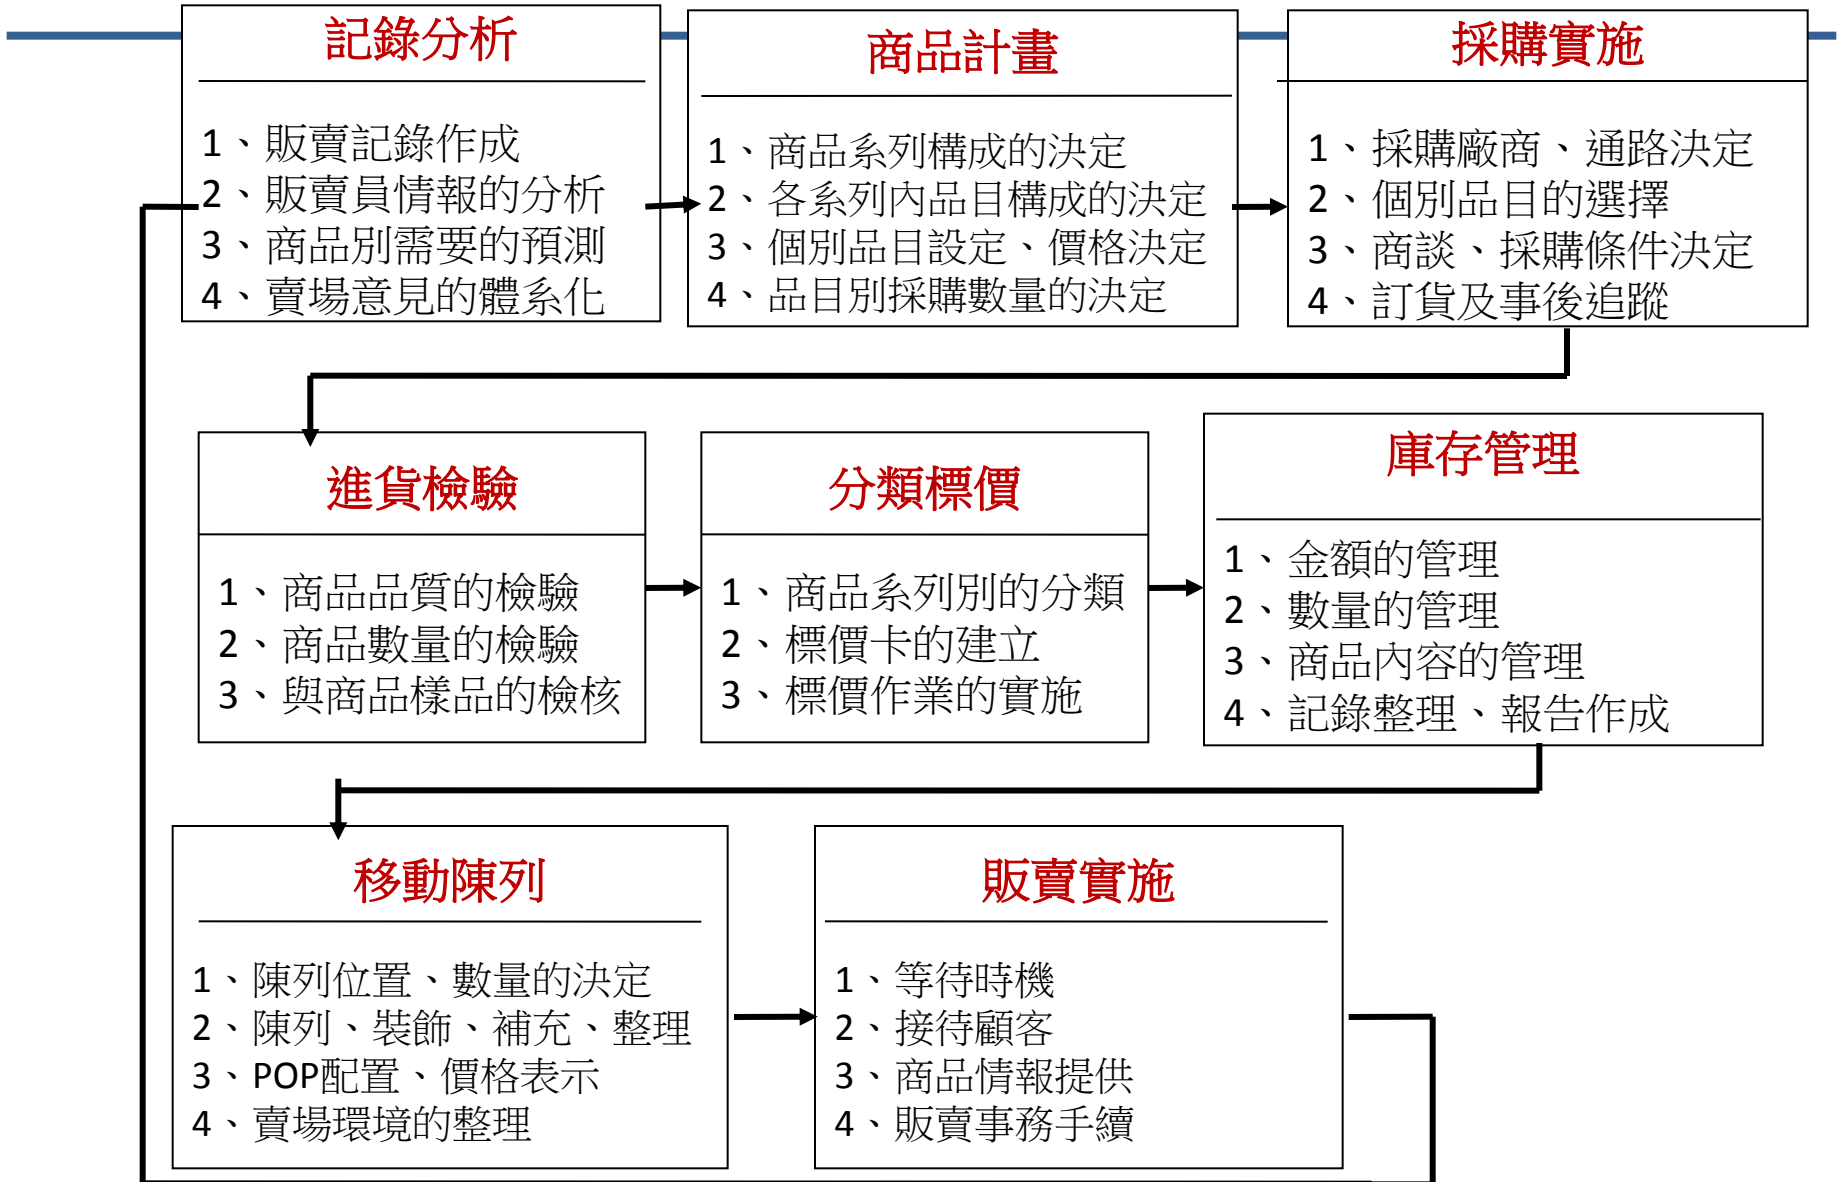 記錄分析
1、販賣記錄作成
2、販賣員情報的分析
3、商品別需要的預測
4、賣場意見的體系化
商品計畫
1、商品系列構成的決定
2、各系列內品目構成的決定
3、個別品目設定、價格決定
4、品目別採購數量的決定
採購實施
1、採購廠商、通路決定
2、個別品目的選擇
3、商談、採購條件決定
4、訂貨及事後追蹤
進貨檢驗
1、商品品質的檢驗
2、商品數量的檢驗
3、與商品樣品的檢核
分類標價
1、商品系列別的分類
2、標價卡的建立
3、標價作業的實施
庫存管理
1、金額的管理
2、數量的管理
3、商品內容的管理
4、記錄整理、報告作成
移動陳列
1、陳列位置、數量的決定
2、陳列、裝飾、補充、整理
3、POP配置、價格表示
4、賣場環境的整理
販賣實施
1、等待時機
2、接待顧客
3、商品情報提供
4、販賣事務手續